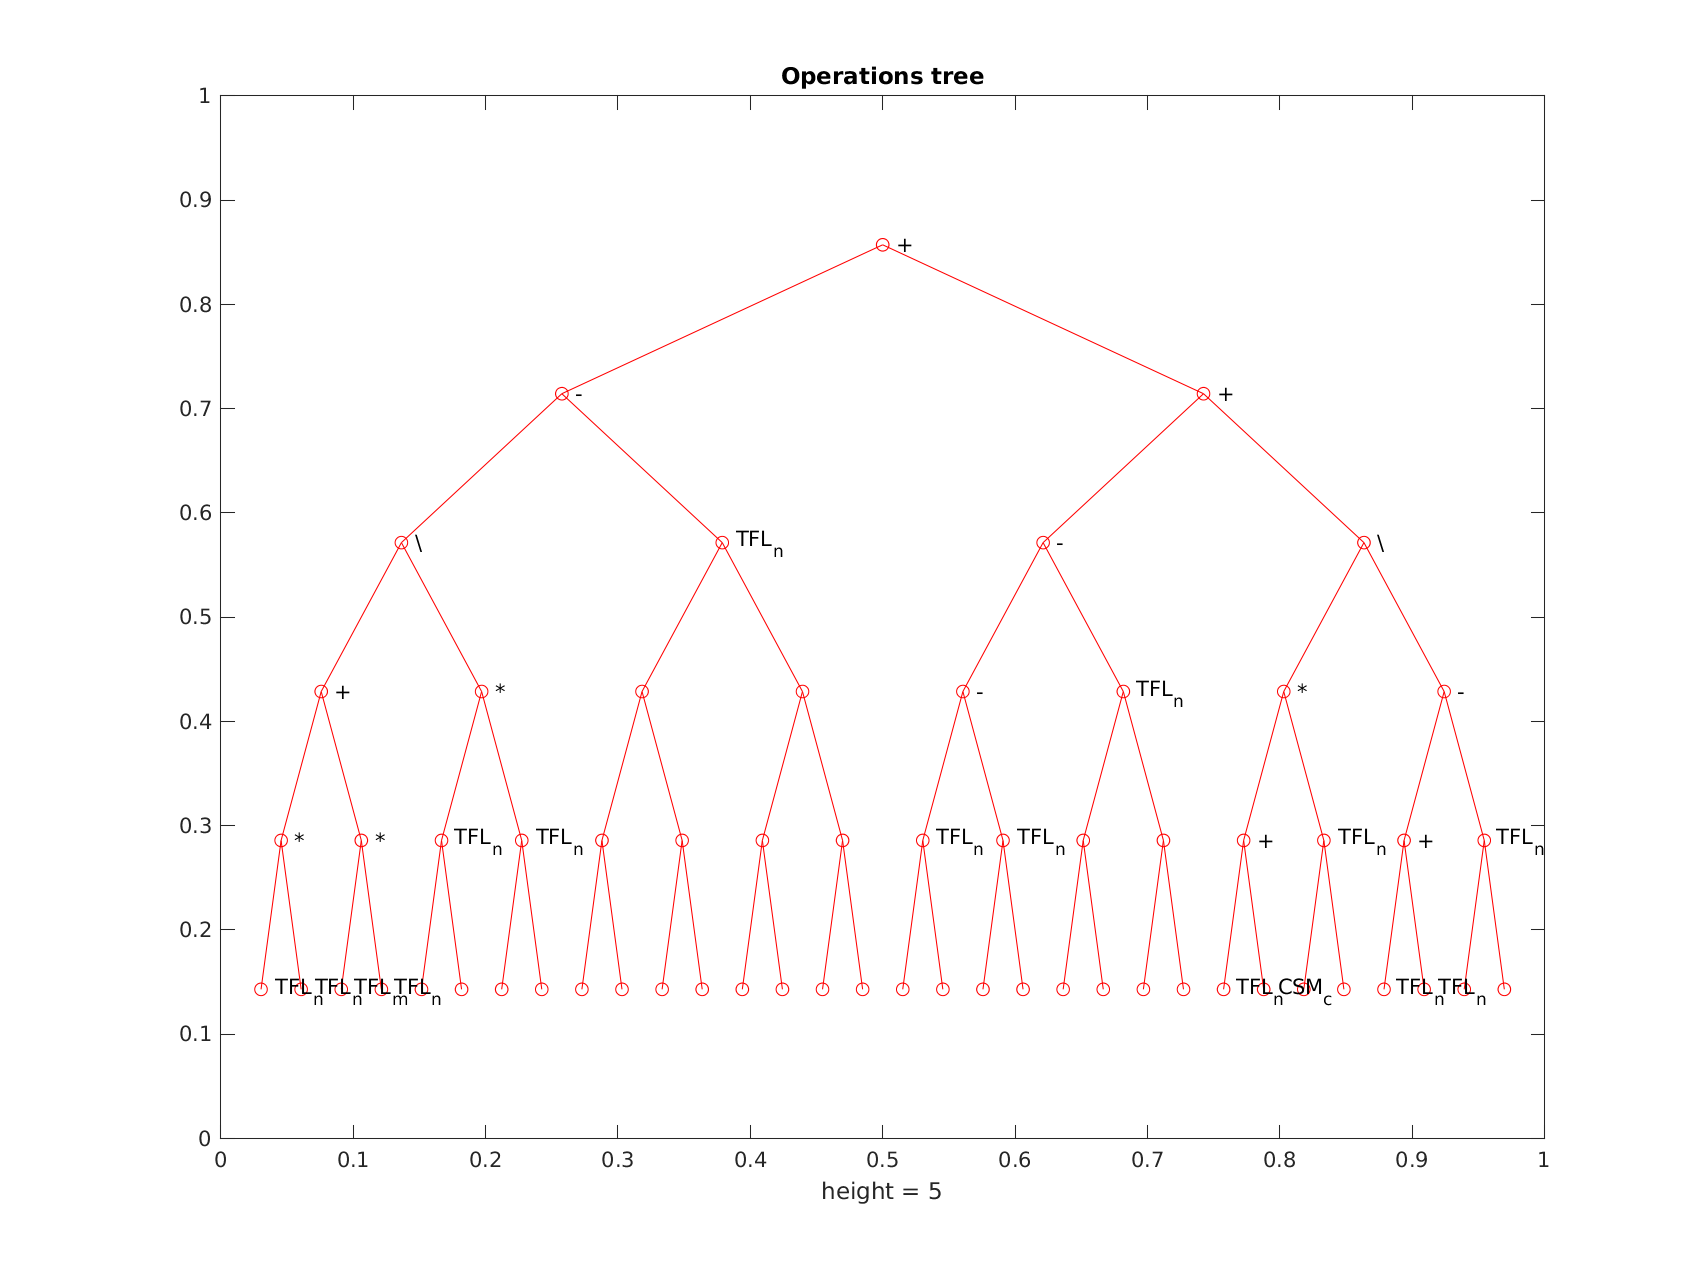 Operations tree
1
0.9
+
0.8
- +
0.7
0.6
\ TFL_n - \
0.5
+ * - TFL_n * -
0.4
0.3
* * TFL_n TFL_n TFL_n TFL_n + TFL_n + TFL_n
0.2
TFL_n TFL_n TFL_m TFL_n TFL_n CSM_c TFL_n TFL_n
0.1
0
0 0.1 0.2 0.3 0.4 0.5 0.6 0.7 0.8 0.9 1
height = 5